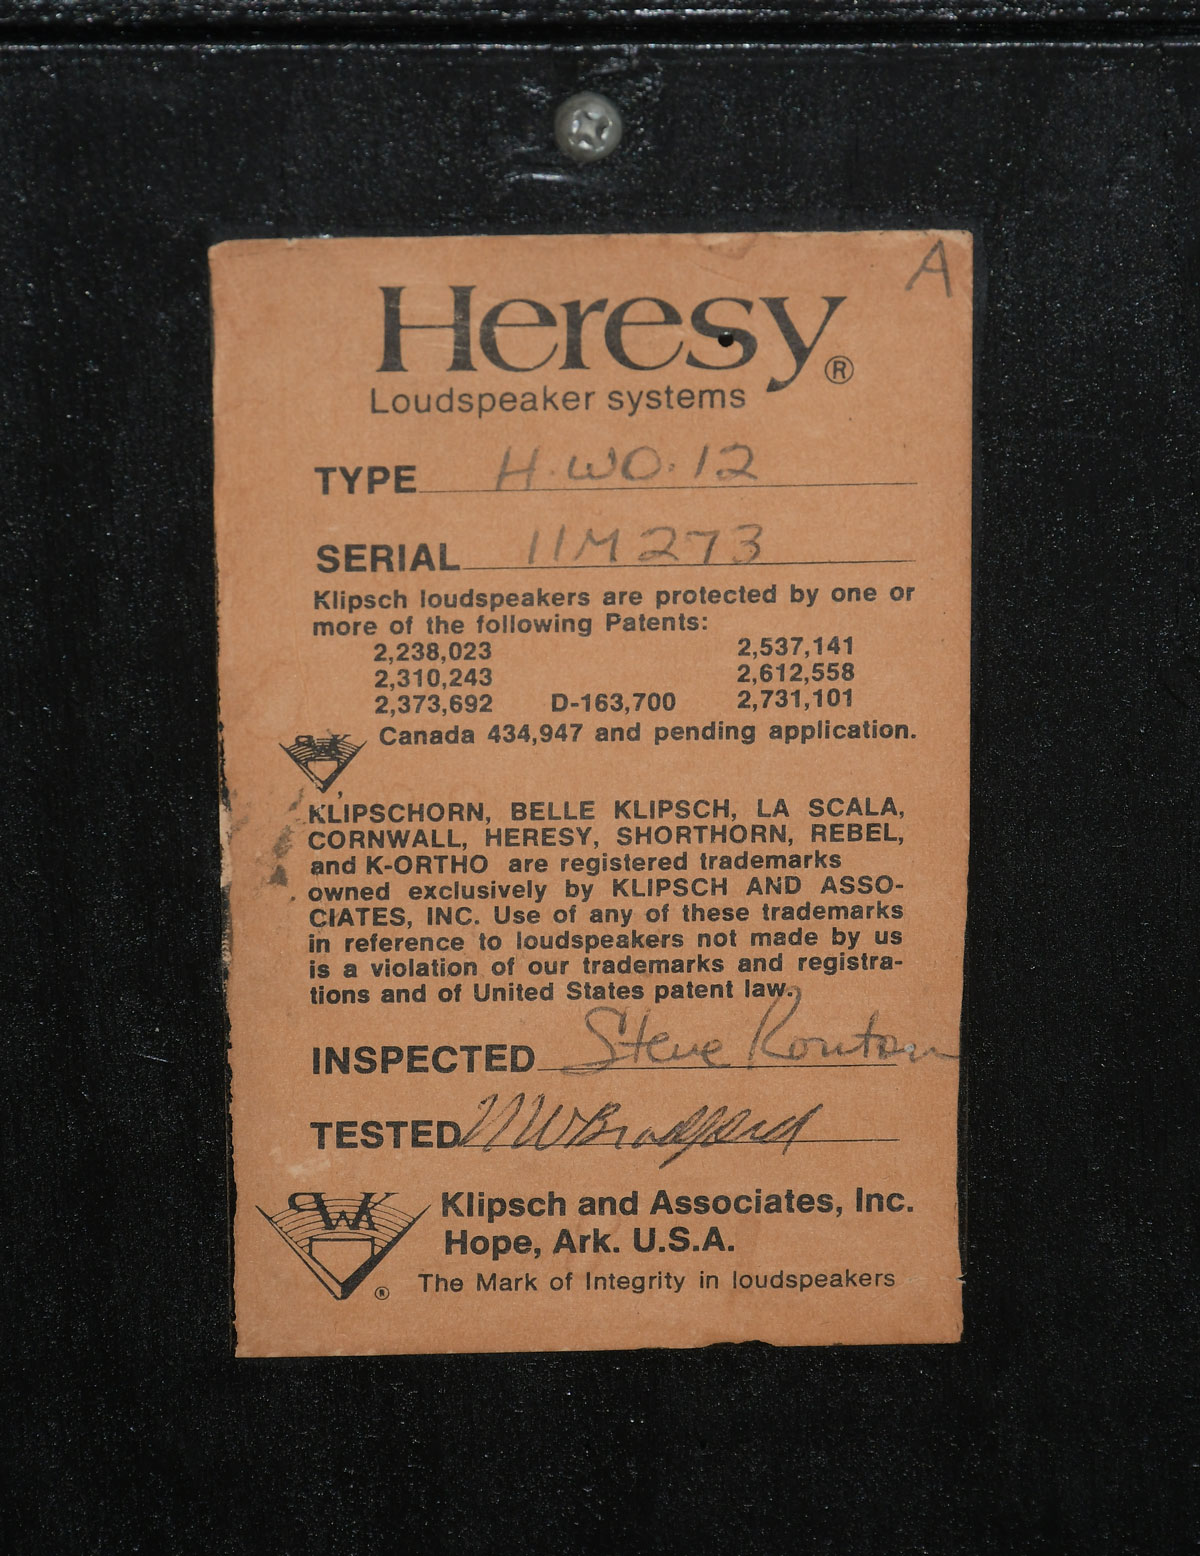 A
Heresy®
Loudspeaker systems
TYPE H.WO.12
SERIAL 11M273
Klipsch loudspeakers are protected by one or
more of the following Patents:
2,238,023 2,537,141
2,310,243 2,612,558
2,373,692 D-163,700 2,731,101
PWK Canada 434,947 and pending application.
KLIPSCHORN, BELLE KLIPSCH, LA SCALA,
CORNWALL, HERESY, SHORTHORN, REBEL,
and K-ORTHO are registered trademarks
owned exclusively by KLIPSCH AND ASSO-
CIATES, INC. Use of any of these trademarks
in reference to loudspeakers not made by us
is a violation of our trademarks and registra-
tions and of United States patent law.
INSPECTED Steve
TESTED MWBradford
PWK Klipsch and Associates, Inc.
Hope, Ark. U.S.A.
® The Mark of Integrity in loudspeakers